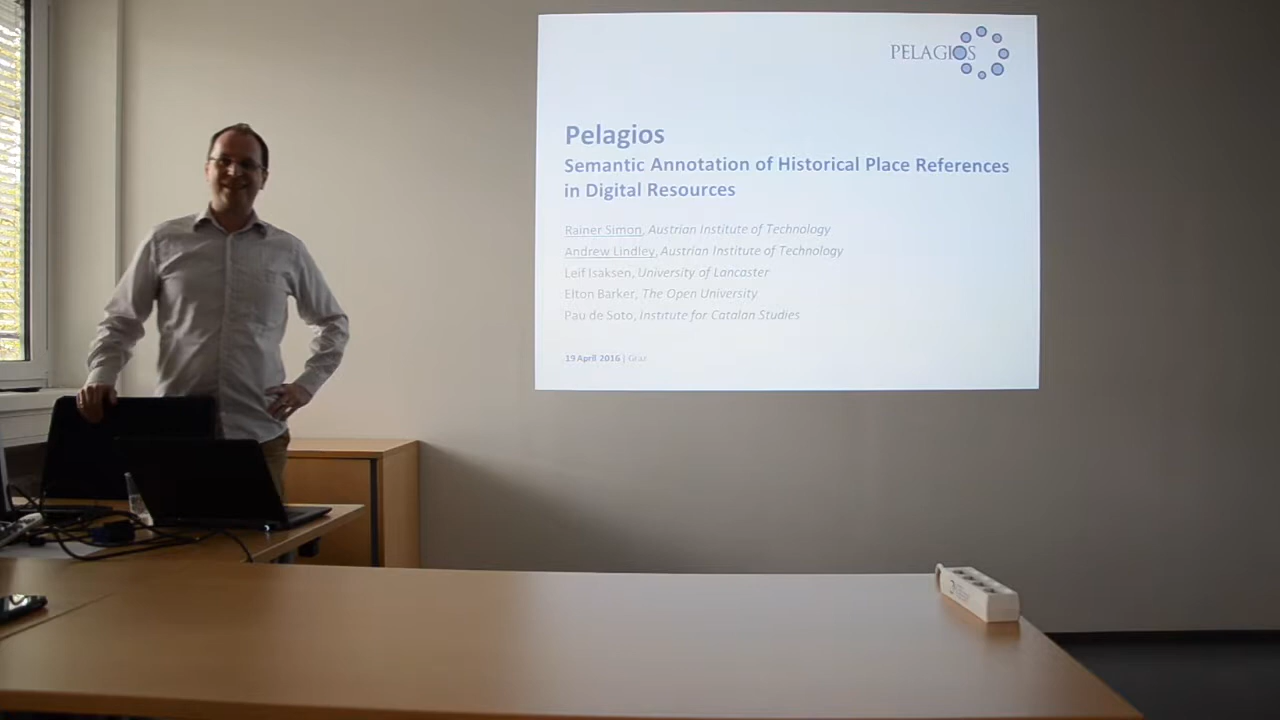 PELAGIOS
Pelagios
Semantic Annotation of Historical Place References
in Digital Resources
Rainer Simon, Austrian Institute of Technology
Andrew Lindley, Austrian Institute of Technology
Leif Isaksen, University of Lancaster
Elton Barker, The Open University
Pau de Soto, Institute for Catalan Studies
19 April 2016 | Graz